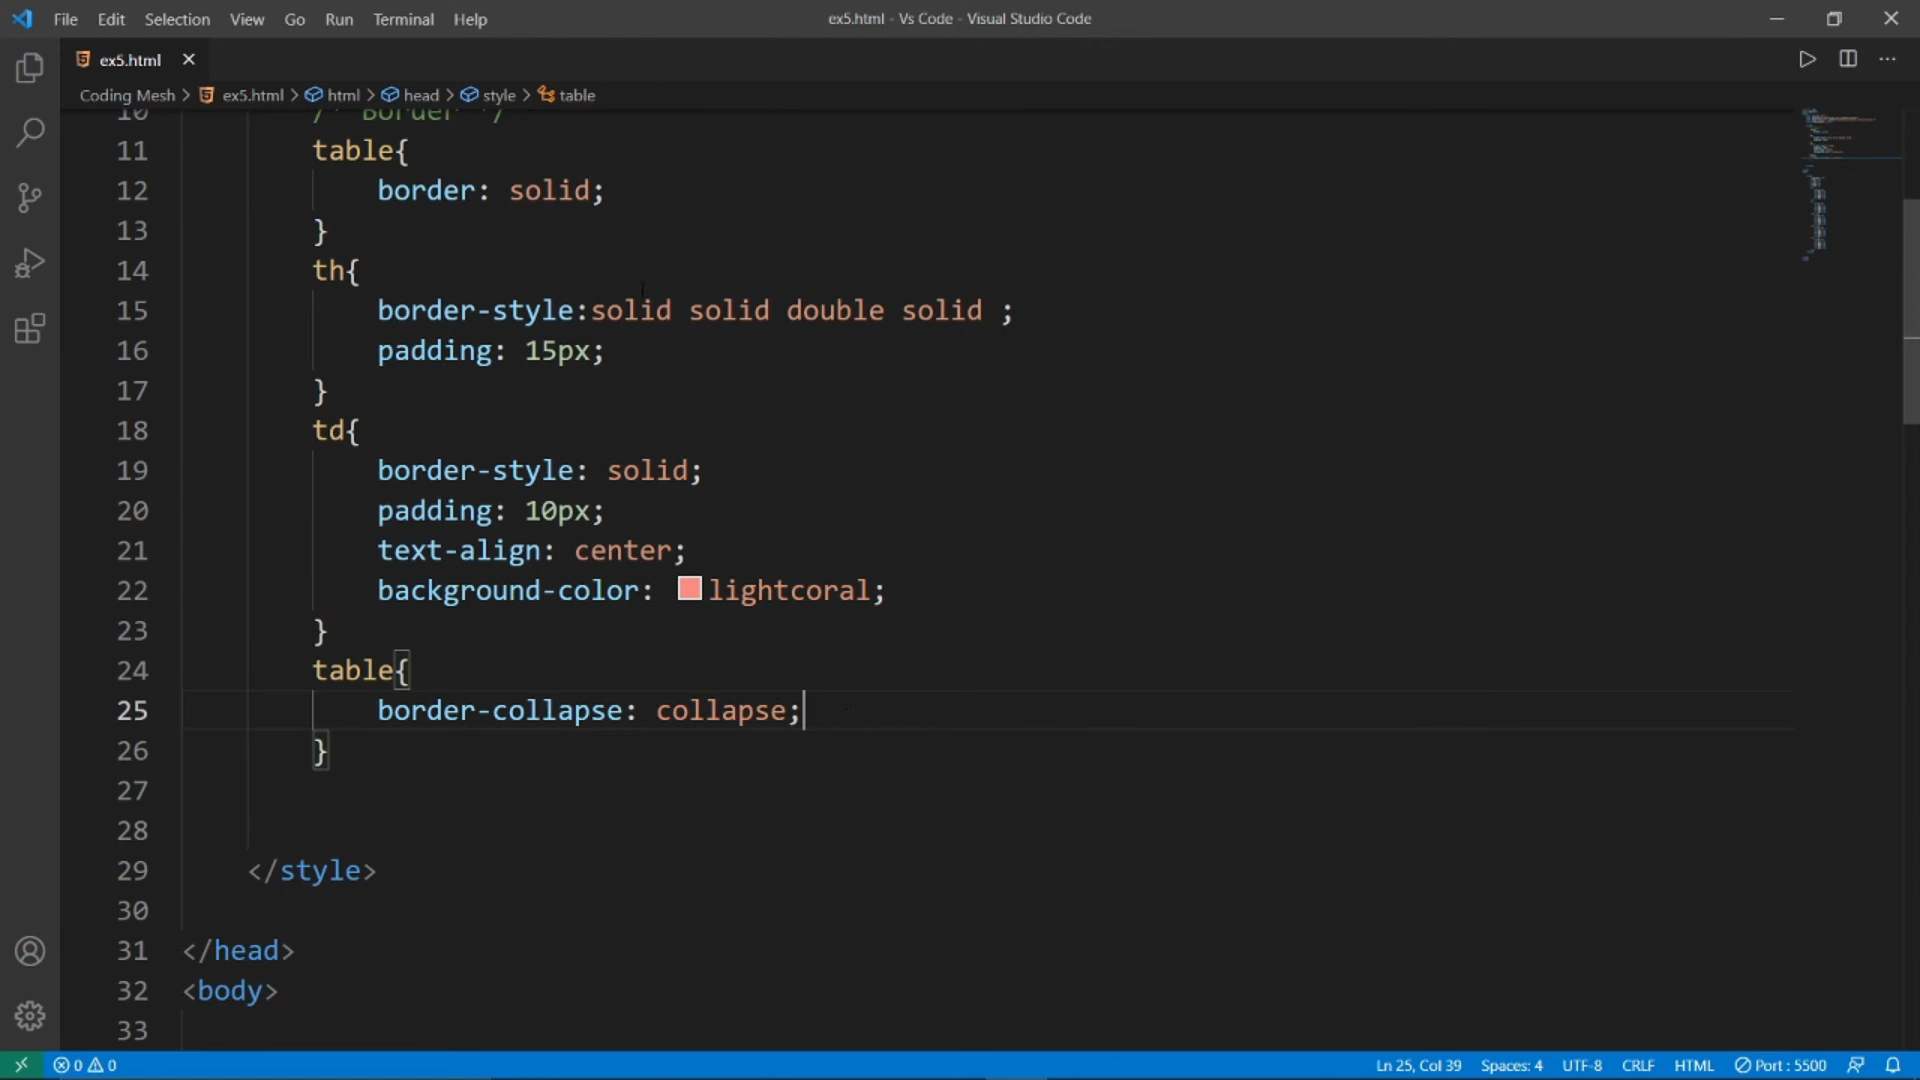 File Edit Selection View Go Run Terminal Help
ex5.html - Vs Code - Visual Studio Code
ex5.html
Coding Mesh > ex5.html > html > head > style > table
10 /* Border */
11 table{
12 border: solid;
13 }
14 th{
15 border-style:solid solid double solid ;
16 padding: 15px;
17 }
18 td{
19 border-style: solid;
20 padding: 10px;
21 text-align: center;
22 background-color: lightcoral;
23 }
24 table{
25 border-collapse: collapse;
26 }
27
28
29 </style>
30
31 </head>
32 <body>
33
0 0
Ln 25, Col 39 Spaces: 4 UTF-8 CRLF HTML Port : 5500